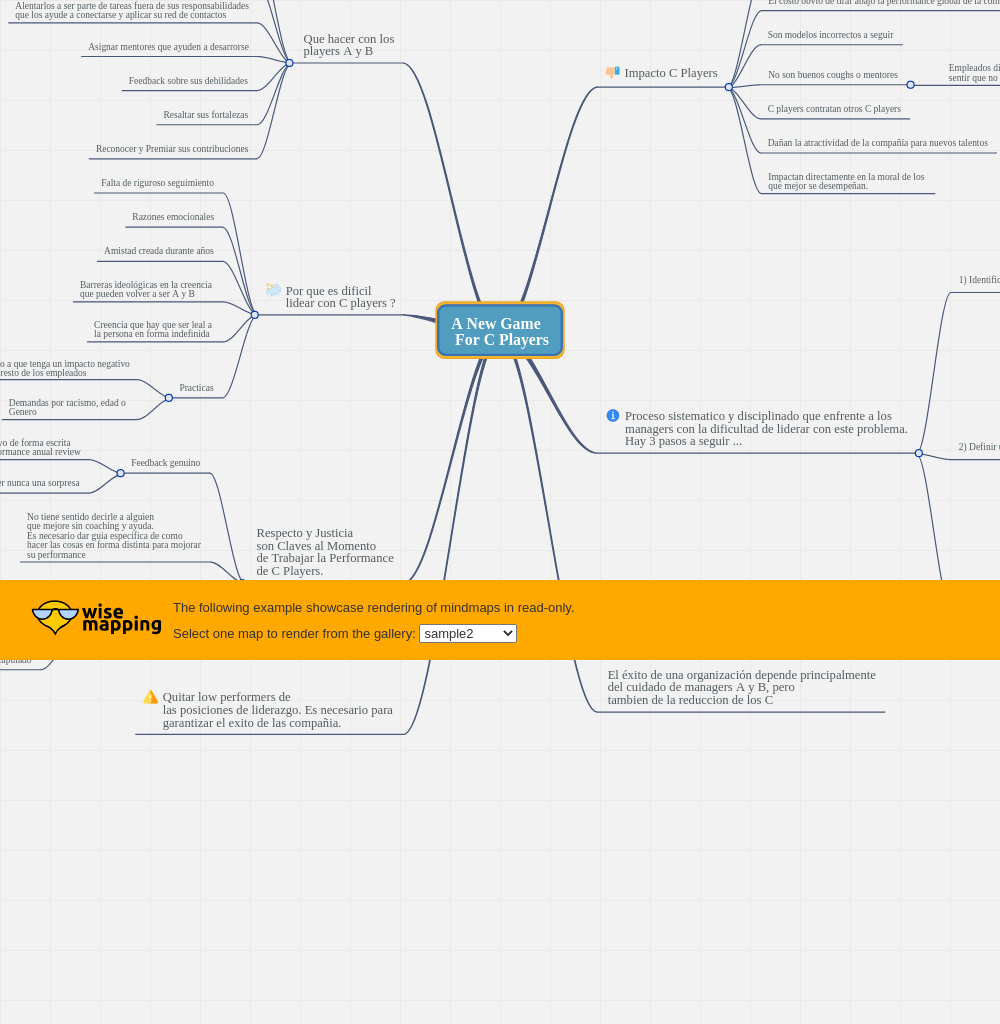 Alentarlos a ser parte de tareas fuera de sus responsabilidades
que los ayude a conectarse y aplicar su red de contactos
Asignar mentores que ayuden a desarrorse
Feedback sobre sus debilidades
Resaltar sus fortalezas
Reconocer y Premiar sus contribuciones
Que hacer con los
players A y B
Falta de riguroso seguimiento
Razones emocionales
Amistad creada durante años
Barreras ideológicas en la creencia
que pueden volver a ser A y B
Creencia que hay que ser leal a
la persona en forma indefinida
o a que tenga un impacto negativo
resto de los empleados
Demandas por racismo, edad o
Genero
Practicas
Por que es dificil
lidear con C players ?
vo de forma escrita
ormance anual review
er nunca una sorpresa
Feedback genuino
No tiene sentido decirle a alguien
que mejore sin coaching y ayuda.
Es necesario dar guia especifica de como
hacer las cosas en forma distinta para mojorar
su performance
Respecto y Justicia
son Claves al Momento
de Trabajar la Performance
de C Players.
A New Game
For C Players
El costo obvio de tirar abajo la performance global de la com
Son modelos incorrectos a seguir
No son buenos coughs o mentores
Empleados di
sentir que no
C players contratan otros C players
Dañan la atractividad de la compañía para nuevos talentos
Impactan directamente en la moral de los
que mejor se desempeñan.
Impacto C Players
1) Identific
2) Definir
Proceso sistematico y disciplinado que enfrente a los
managers con la dificultad de liderar con este problema.
Hay 3 pasos a seguir ...
wise
mapping
The following example showcase rendering of mindmaps in read-only.
Select one map to render from the gallery: sample2
Quitar low performers de
las posiciones de liderazgo. Es necesario para
garantizar el exito de las compañia.
El éxito de una organización depende principalmente
del cuidado de managers A y B, pero
tambien de la reduccion de los C